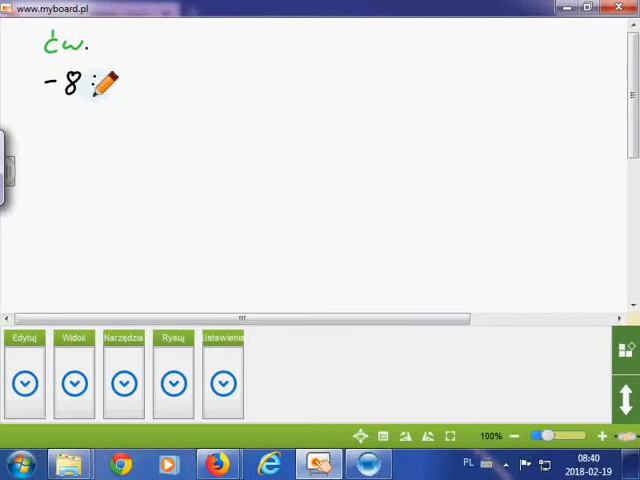 www.myboard.pl
ćw.
-8 :
Edytuj Widok Narzędzia Rysuj Ustawienia
100%
PL 08:40
2018-02-19